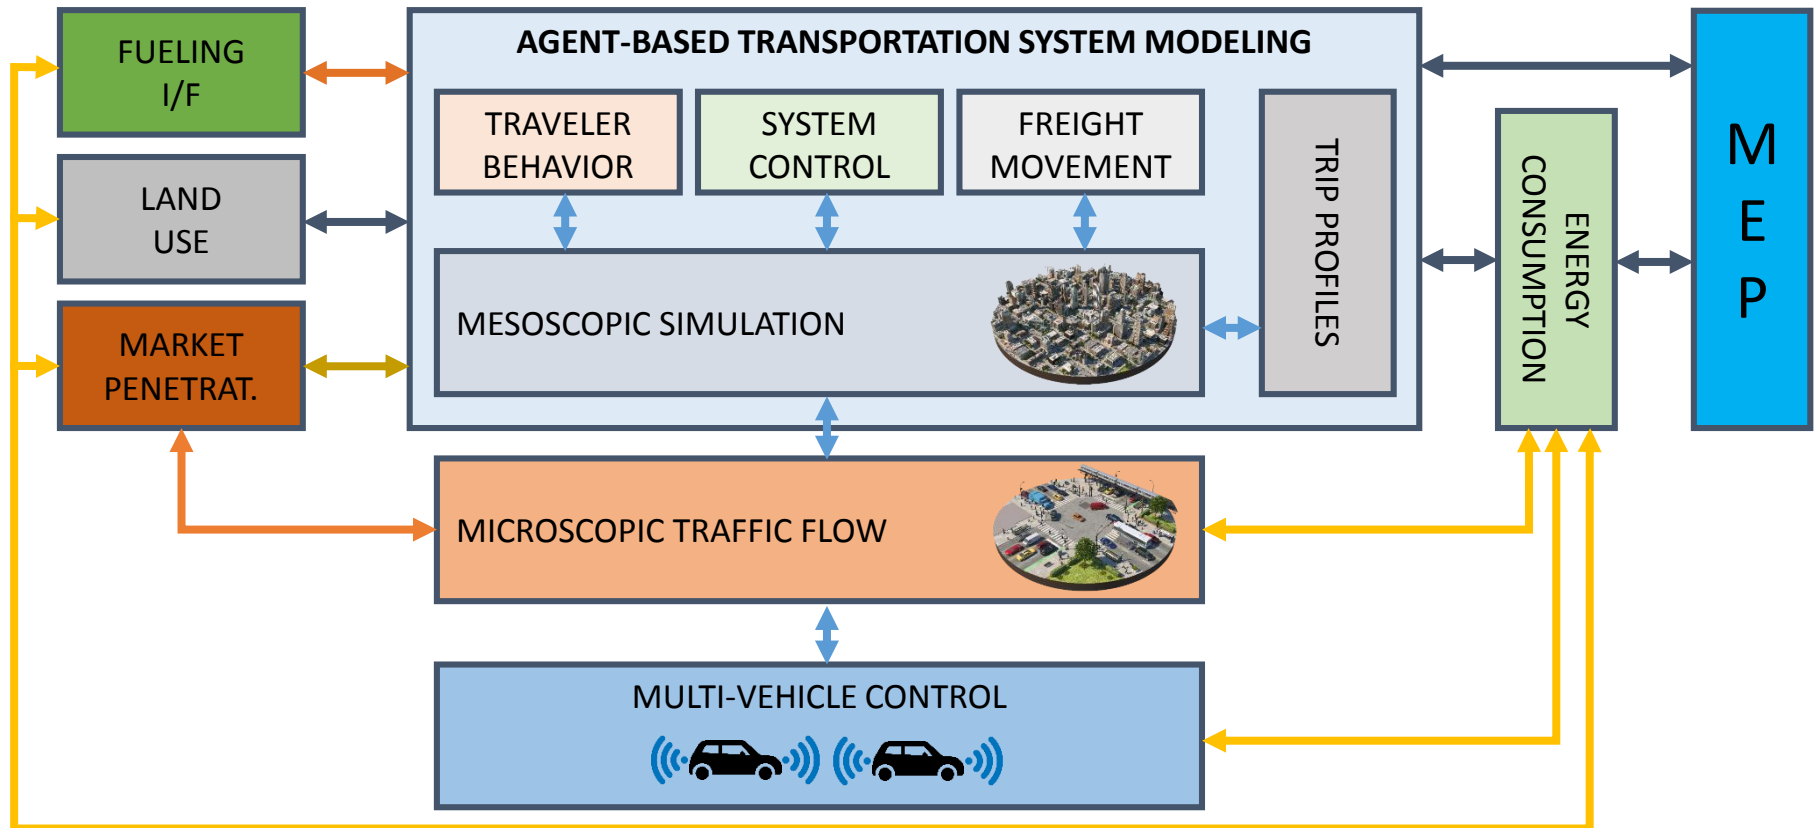 FUELING
I/F
LAND
USE
MARKET
PENETRAT.
AGENT-BASED TRANSPORTATION SYSTEM MODELING
TRAVELER
BEHAVIOR
SYSTEM
CONTROL
FREIGHT
MOVEMENT
TRIP PROFILES
MESOSCOPIC SIMULATION
MICROSCOPIC TRAFFIC FLOW
MULTI-VEHICLE CONTROL
ENERGY
CONSUMPTION
M
E
P